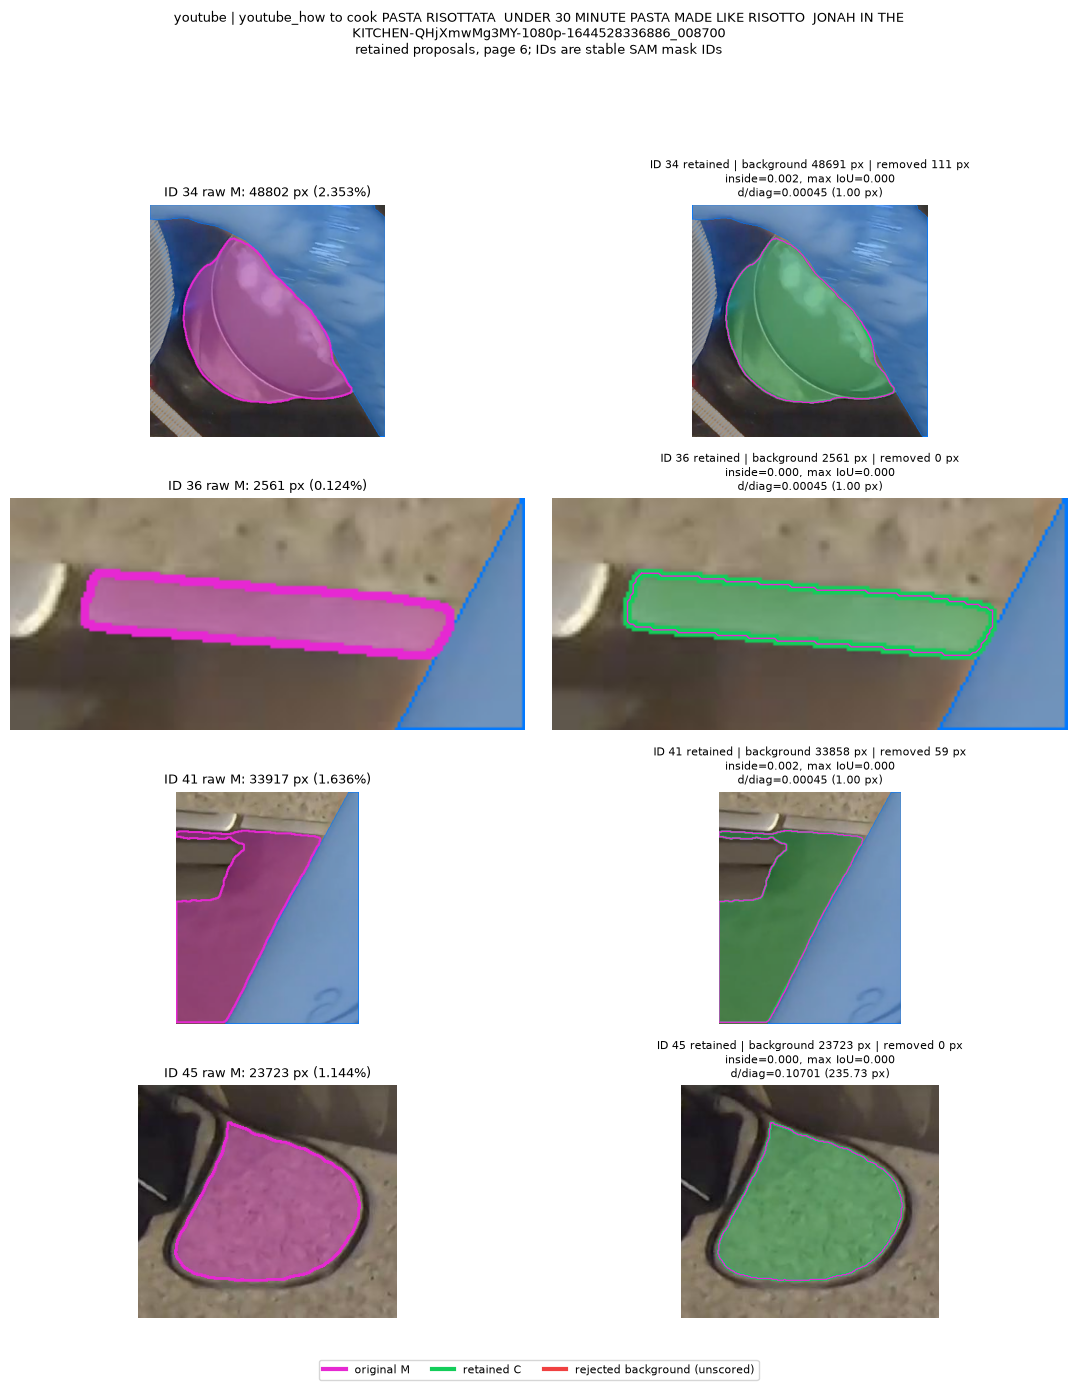 youtube | youtube_how to cook PASTA RISOTTATA  UNDER 30 MINUTE PASTA MADE LIKE RISOTTO  JONAH IN THE
KITCHEN-QHjXmwMg3MY-1080p-1644528336886_008700
retained proposals, page 6; IDs are stable SAM mask IDs
ID 34 raw M: 48802 px (2.353%)
ID 34 retained | background 48691 px | removed 111 px
inside=0.002, max IoU=0.000
d/diag=0.00045 (1.00 px)
ID 36 raw M: 2561 px (0.124%)
ID 36 retained | background 2561 px | removed 0 px
inside=0.000, max IoU=0.000
d/diag=0.00045 (1.00 px)
ID 41 raw M: 33917 px (1.636%)
ID 41 retained | background 33858 px | removed 59 px
inside=0.002, max IoU=0.000
d/diag=0.00045 (1.00 px)
ID 45 raw M: 23723 px (1.144%)
ID 45 retained | background 23723 px | removed 0 px
inside=0.000, max IoU=0.000
d/diag=0.10701 (235.73 px)
original M
retained C
rejected background (unscored)